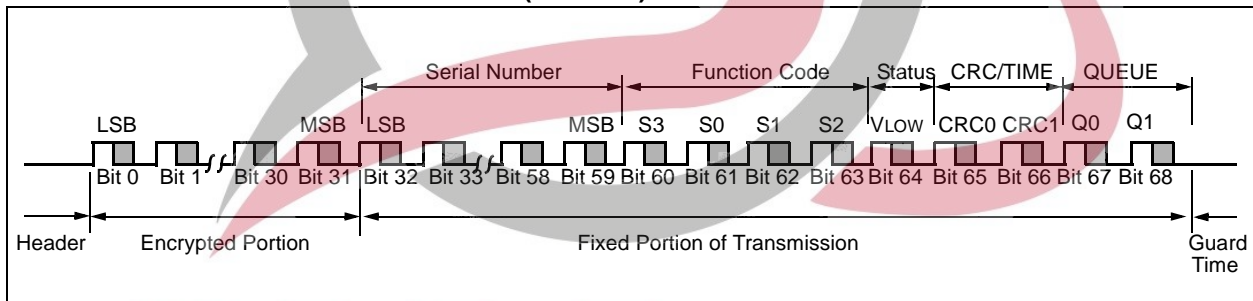 Serial Number Function Code Status CRC/TIME QUEUE
LSB MSB LSB MSB S3 S0 S1 S2 VLOW CRC0 CRC1 Q0 Q1
Bit 0 Bit 1 Bit 30 Bit 31 Bit 32 Bit 33 Bit 58 Bit 59 Bit 60 Bit 61 Bit 62 Bit 63 Bit 64 Bit 65 Bit 66 Bit 67 Bit 68
Header Encrypted Portion Fixed Portion of Transmission Guard
Time